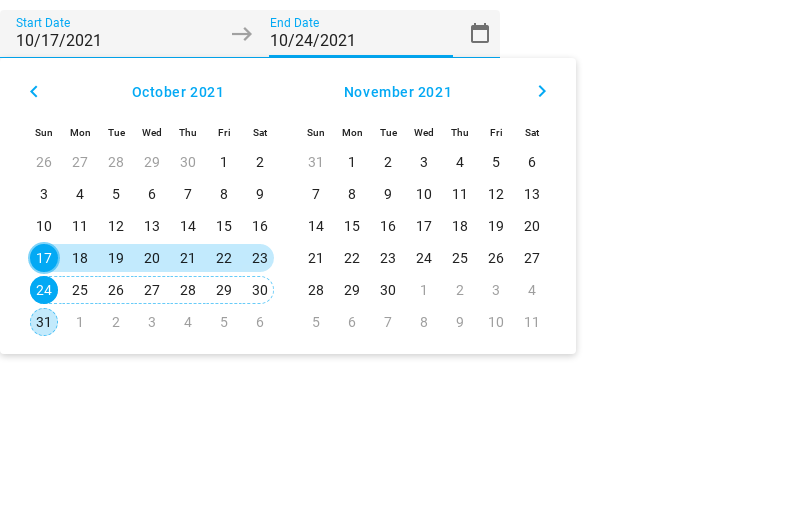 Start Date
End Date
10/17/2021
10/24/2021
October 2021
November 2021
Sun Mon Tue Wed Thu Fri Sat
Sun Mon Tue Wed Thu Fri Sat
26 27 28 29 30 1 2
31 1 2 3 4 5 6
3 4 5 6 7 8 9
7 8 9 10 11 12 13
10 11 12 13 14 15 16
14 15 16 17 18 19 20
17 18 19 20 21 22 23
21 22 23 24 25 26 27
24 25 26 27 28 29 30
28 29 30 1 2 3 4
31 1 2 3 4 5 6
5 6 7 8 9 10 11